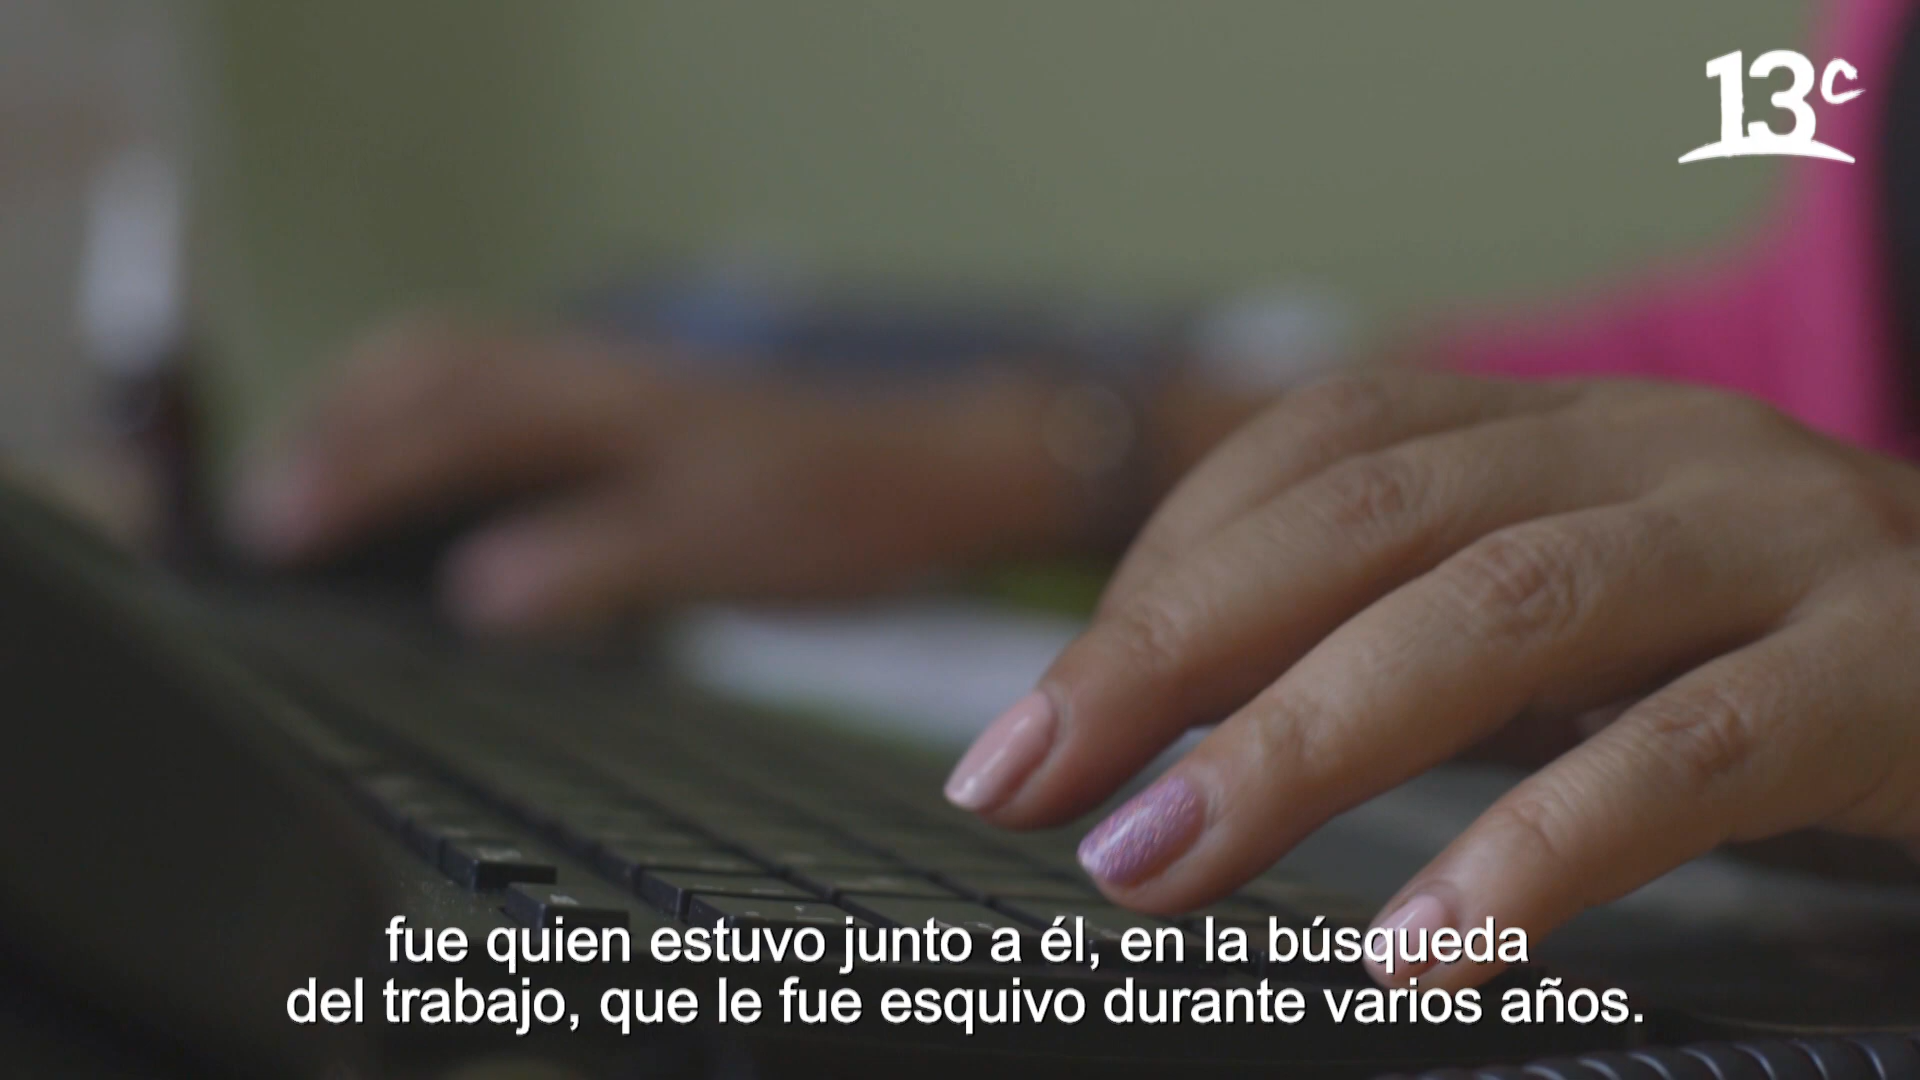 13c
fue quien estuvo junto a él, en la búsqueda
del trabajo, que le fue esquivo durante varios años.